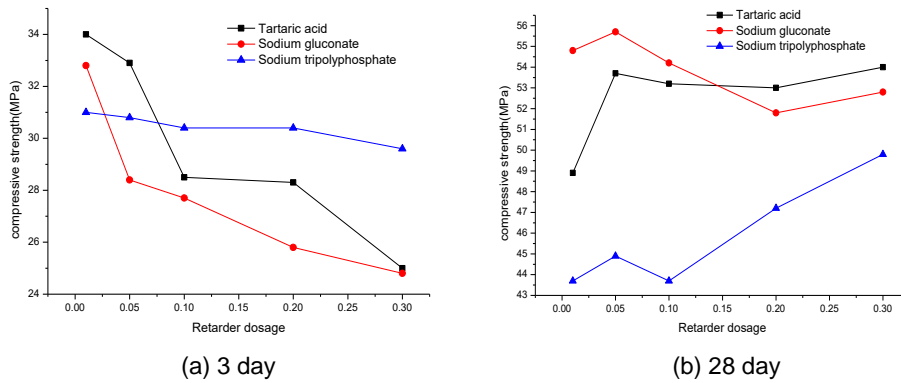 Tartaric acid
Sodium gluconate
Sodium tripolyphosphate
34
32
30
28
26
24
compressive strength(MPa)
0.00 0.05 0.10 0.15 0.20 0.25 0.30
Retarder dosage
(a) 3 day
Tartaric acid
Sodium gluconate
Sodium tripolyphosphate
57
56
55
54
53
52
51
50
49
48
47
46
45
44
43
compressive strength(MPa)
0.00 0.05 0.10 0.15 0.20 0.25 0.30
Retarder dosage
(b) 28 day